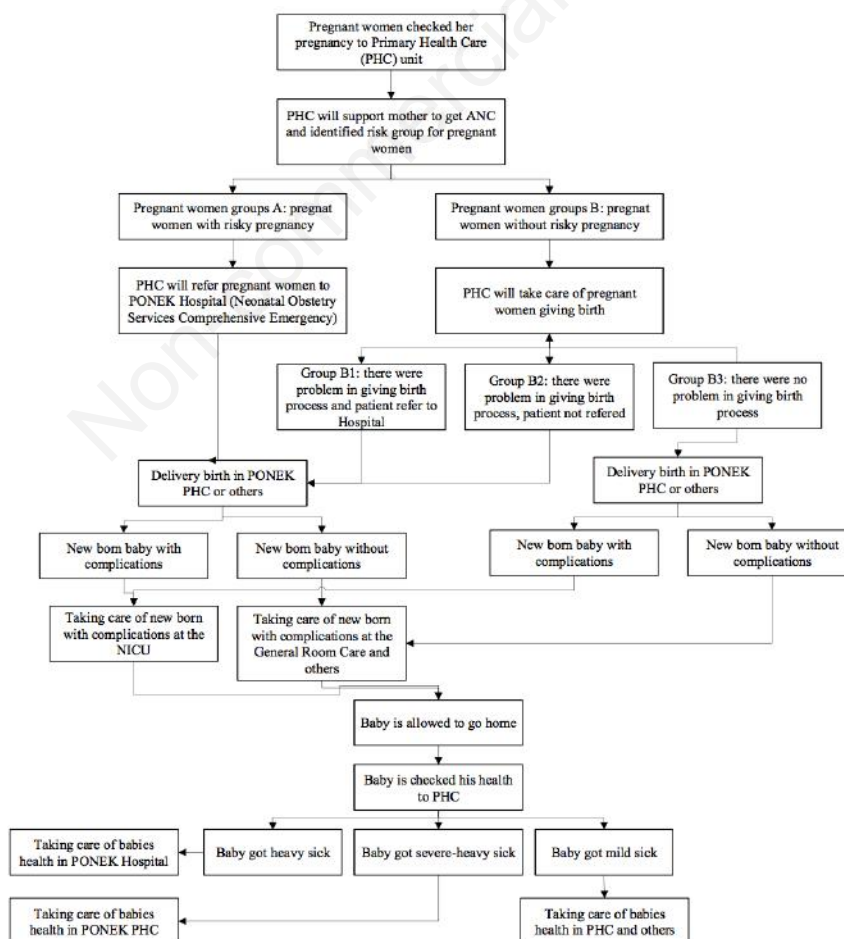 Pregnant women checked her
pregnancy to Primary Health Care
(PHC) unit
PHC will support mother to get ANC
and identified risk group for pregnant
women
Pregnant women groups A: pregnat
women with risky pregnancy
Pregnant women groups B: pregnat
women without risky pregnancy
PHC will refer pregnant women to
PONEK Hospital (Neonatal Obstetry
Services Comprehensive Emergency)
PHC will take care of pregnant
women giving birth
Group B1: there were
problem in giving birth
process and patient refer to
Hospital
Group B2: there were
problem in giving birth
process, patient not refered
Group B3: there were no
problem in giving birth
process
Delivery birth in PONEK
PHC or others
Delivery birth in PONEK
PHC or others
New born baby with
complications
New born baby without
complications
New born baby with
complications
New born baby without
complications
Taking care of new born
with complications at the
NICU
Taking care of new born
with complications at the
General Room Care and
others
Baby is allowed to go home
Baby is checked his health
to PHC
Taking care of babies
health in PONEK Hospital
Baby got heavy sick
Baby got severe-heavy sick
Baby got mild sick
Taking care of babies
health in PONEK PHC
Taking care of babies
health in PHC and others
Non-commercial